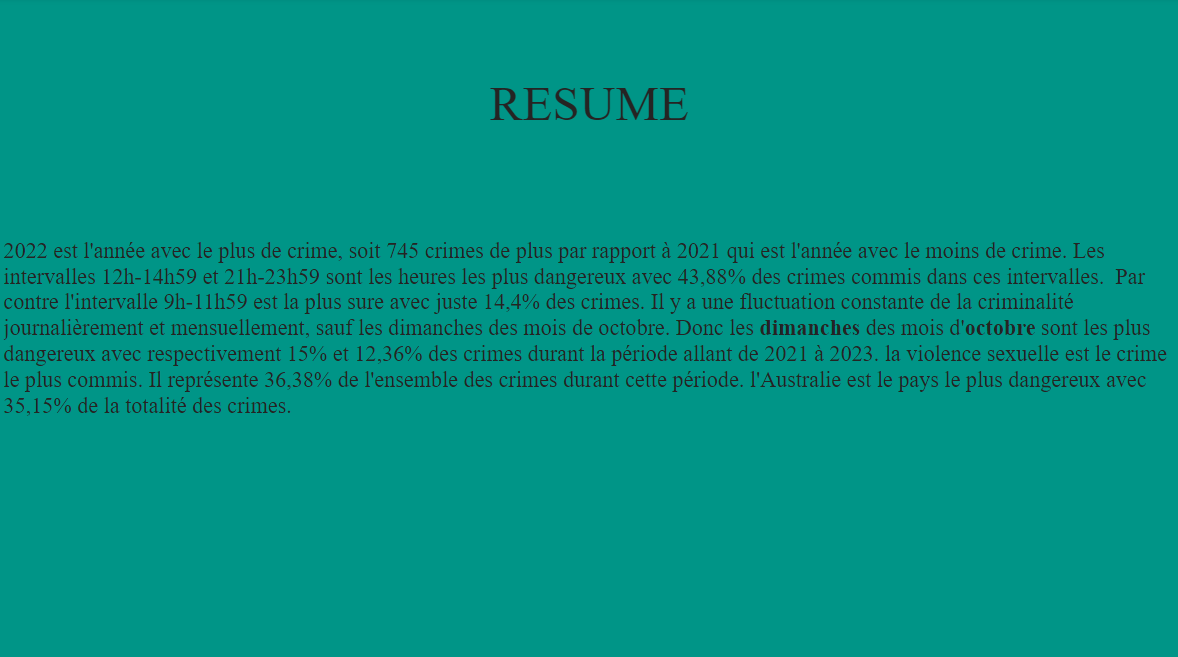 RESUME
2022 est l'année avec le plus de crime, soit 745 crimes de plus par rapport à 2021 qui est l'année avec le moins de crime. Les
intervalles 12h-14h59 et 21h-23h59 sont les heures les plus dangereux avec 43,88% des crimes commis dans ces intervalles.  Par
contre l'intervalle 9h-11h59 est la plus sure avec juste 14,4% des crimes. Il y a une fluctuation constante de la criminalité
journalièrement et mensuellement, sauf les dimanches des mois de octobre. Donc les dimanches des mois d'octobre sont les plus
dangereux avec respectivement 15% et 12,36% des crimes durant la période allant de 2021 à 2023. la violence sexuelle est le crime
le plus commis. Il représente 36,38% de l'ensemble des crimes durant cette période. l'Australie est le pays le plus dangereux avec
35,15% de la totalité des crimes.